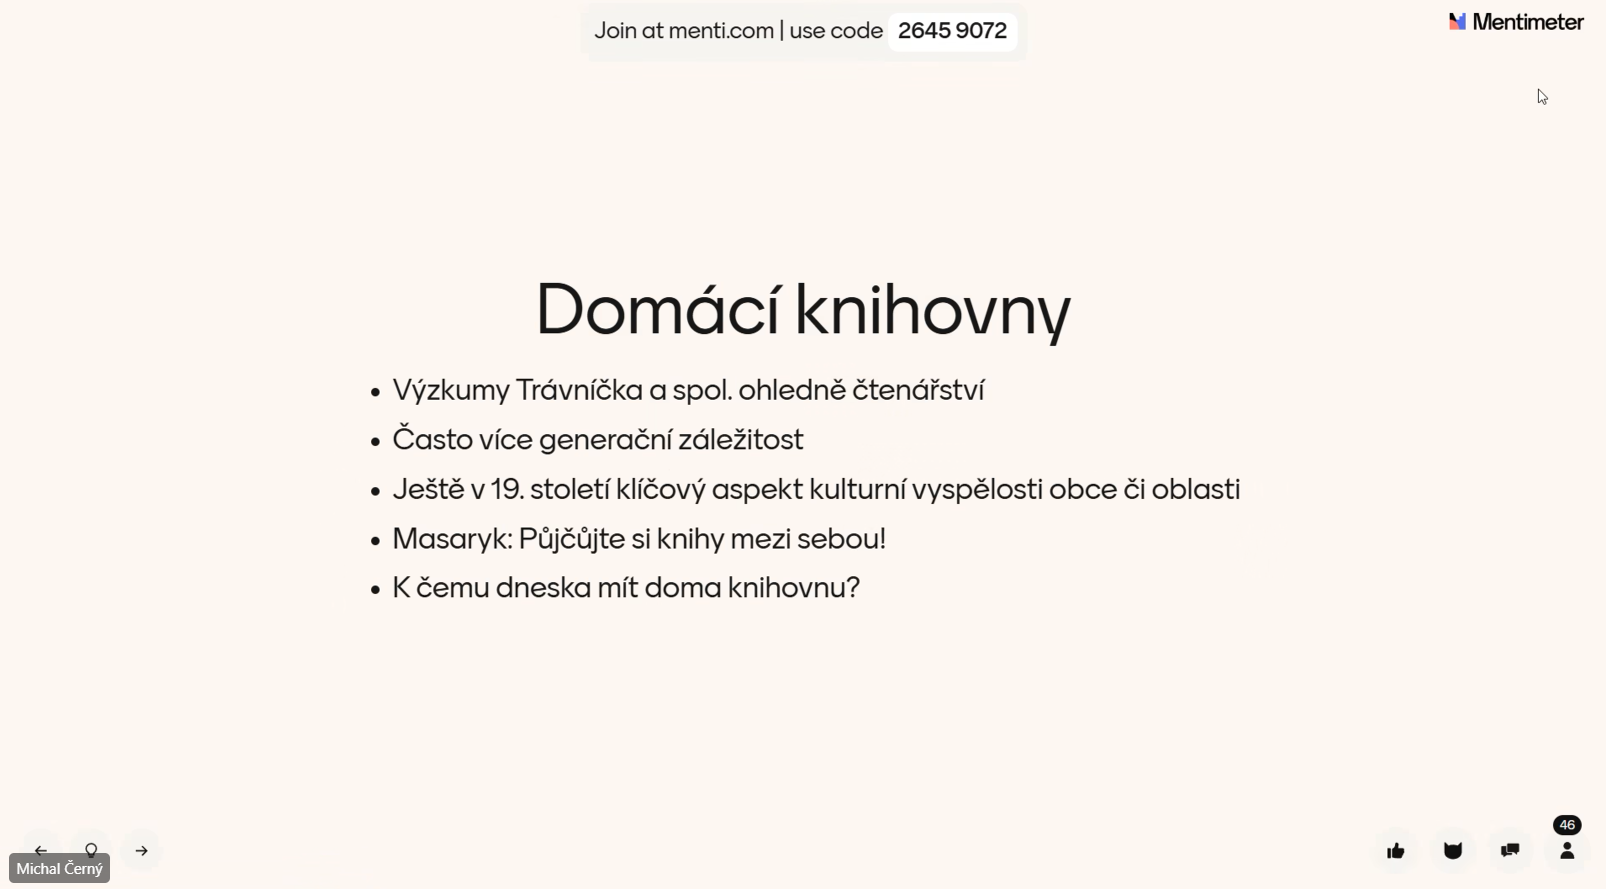 Join at menti.com | use code 2645 9072
Mentimeter
Domácí knihovny
• Výzkumy Trávníčka a spol. ohledně čtenářství
• Často více generační záležitost
• Ještě v 19. století klíčový aspekt kulturní vyspělosti obce či oblasti
• Masaryk: Půjčůjte si knihy mezi sebou!
• K čemu dneska mít doma knihovnu?
46
Michal Černý